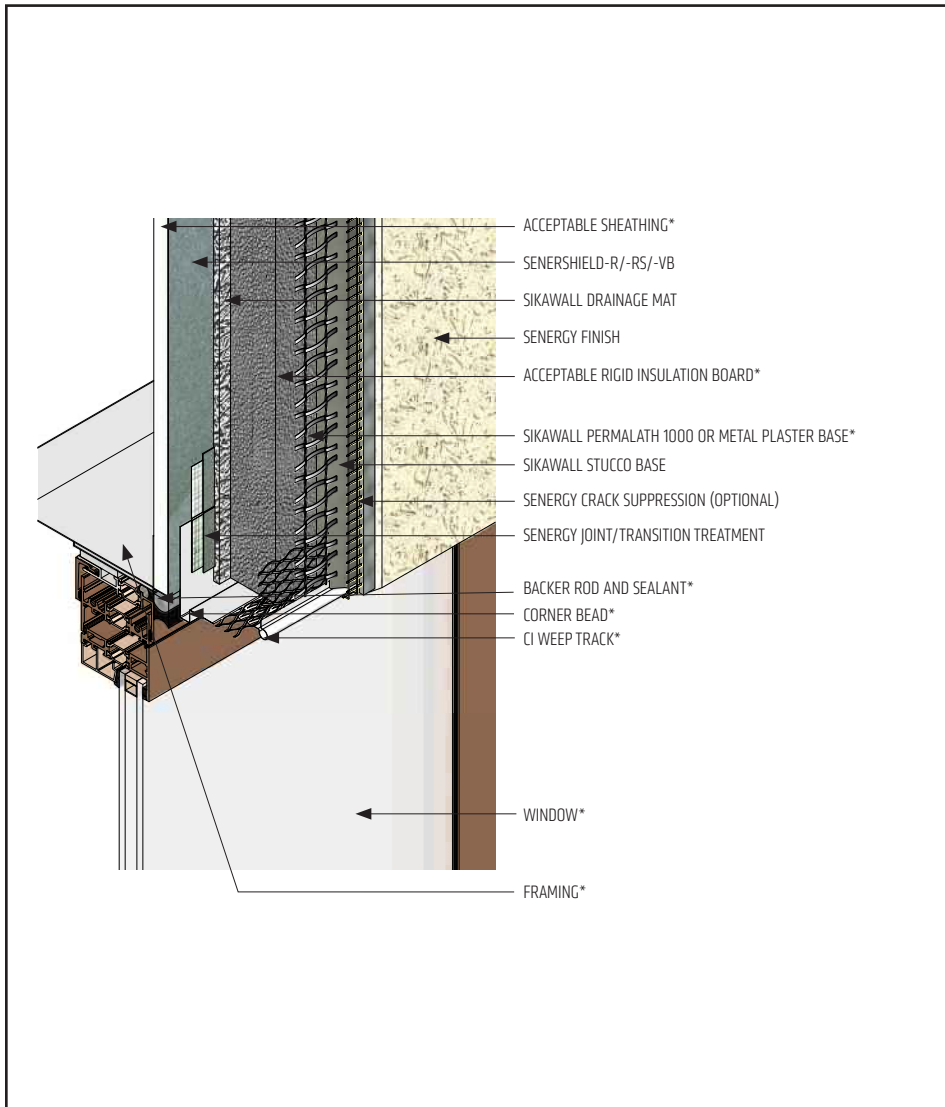 ACCEPTABLE SHEATHING*
SENERSHIELD-R/-RS/-VB
SIKAWALL DRAINAGE MAT
SENERGY FINISH
ACCEPTABLE RIGID INSULATION BOARD*
SIKAWALL PERMALATH 1000 OR METAL PLASTER BASE*
SIKAWALL STUCCO BASE
SENERGY CRACK SUPPRESSION (OPTIONAL)
SENERGY JOINT/TRANSITION TREATMENT
BACKER ROD AND SEALANT*
CORNER BEAD*
CI WEEP TRACK*
WINDOW*
FRAMING*